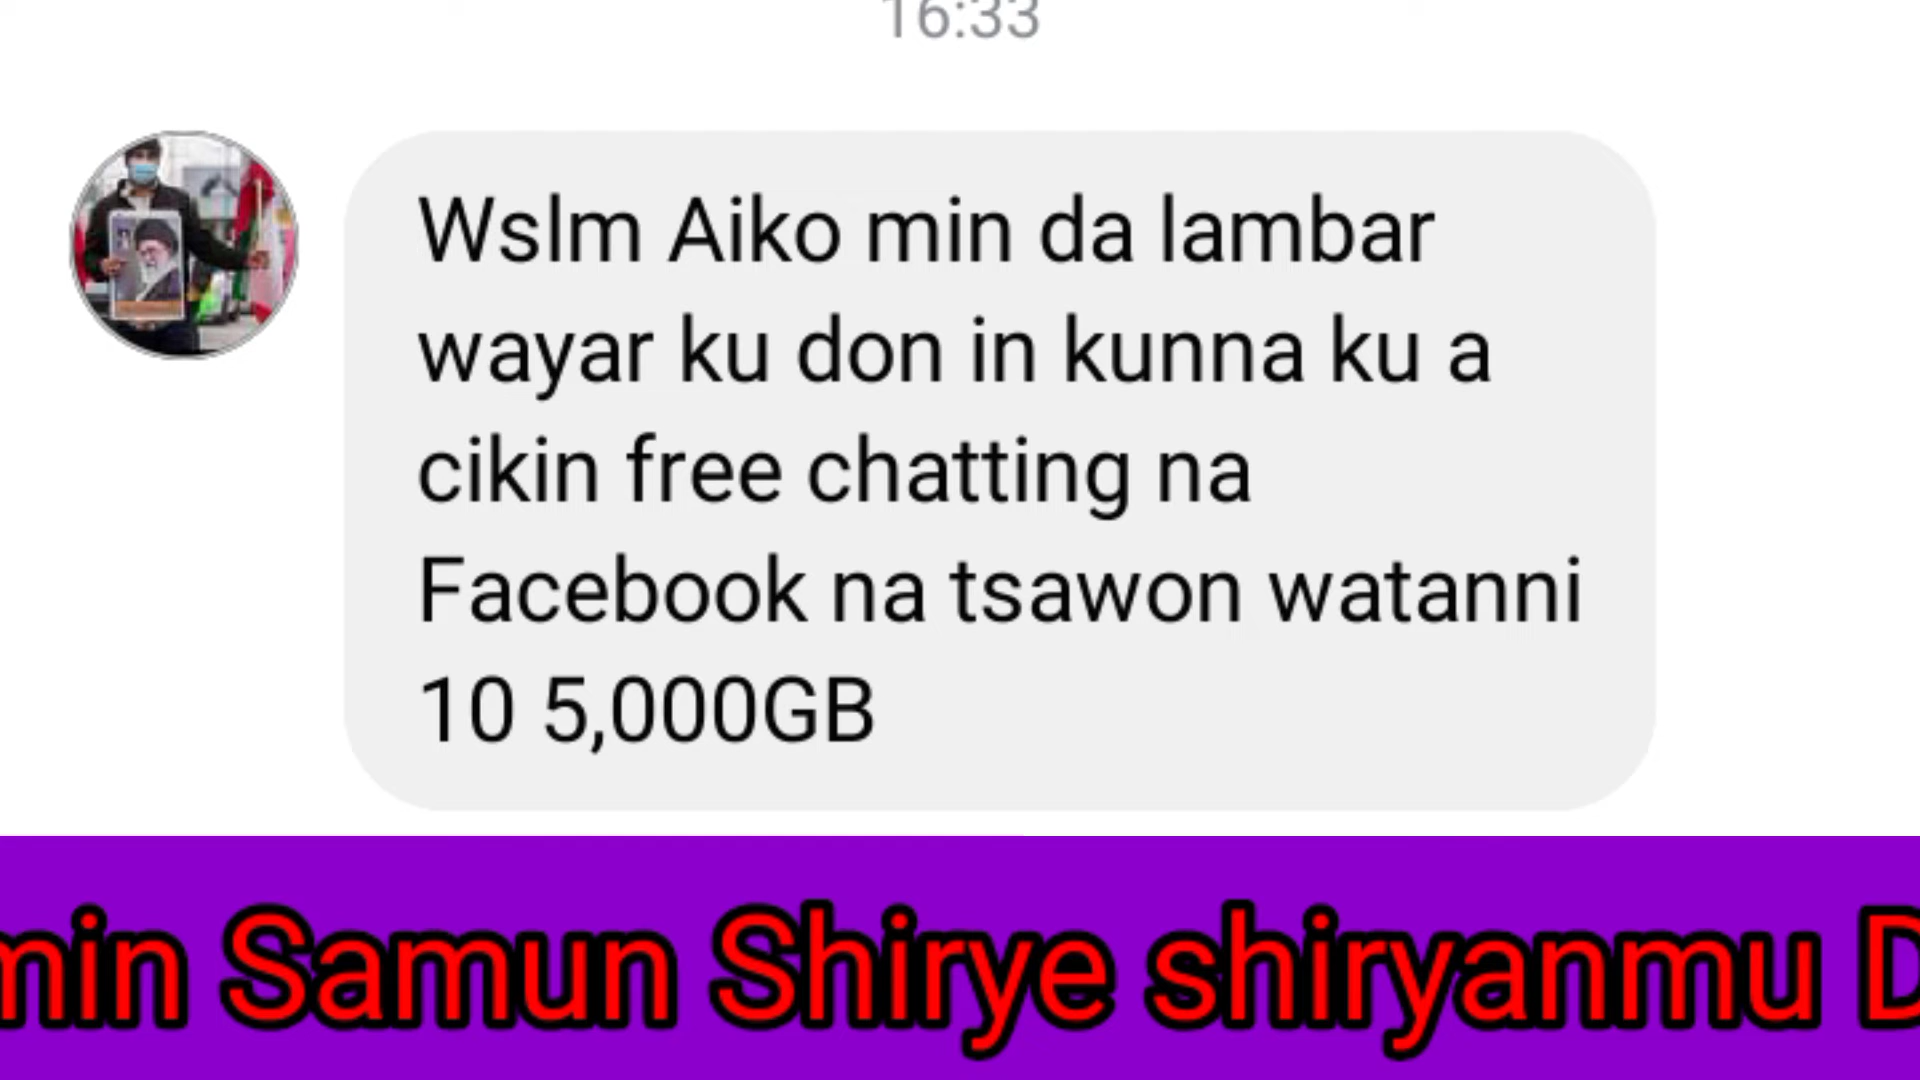 16:33
Wslm Aiko min da lambar
wayar ku don in kunna ku a
cikin free chatting na
Facebook na tsawon watanni
10 5,000GB
min Samun Shirye shiryanmu D